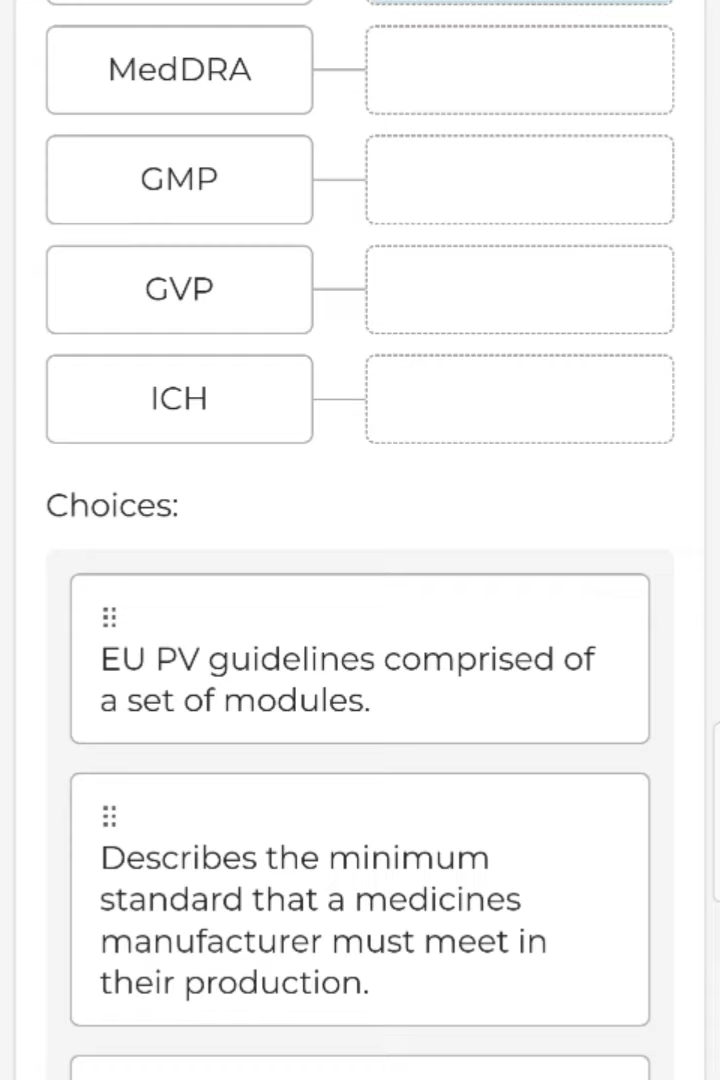 MedDRA
GMP
GVP
ICH
Choices:
EU PV guidelines comprised of
a set of modules.
Describes the minimum
standard that a medicines
manufacturer must meet in
their production.